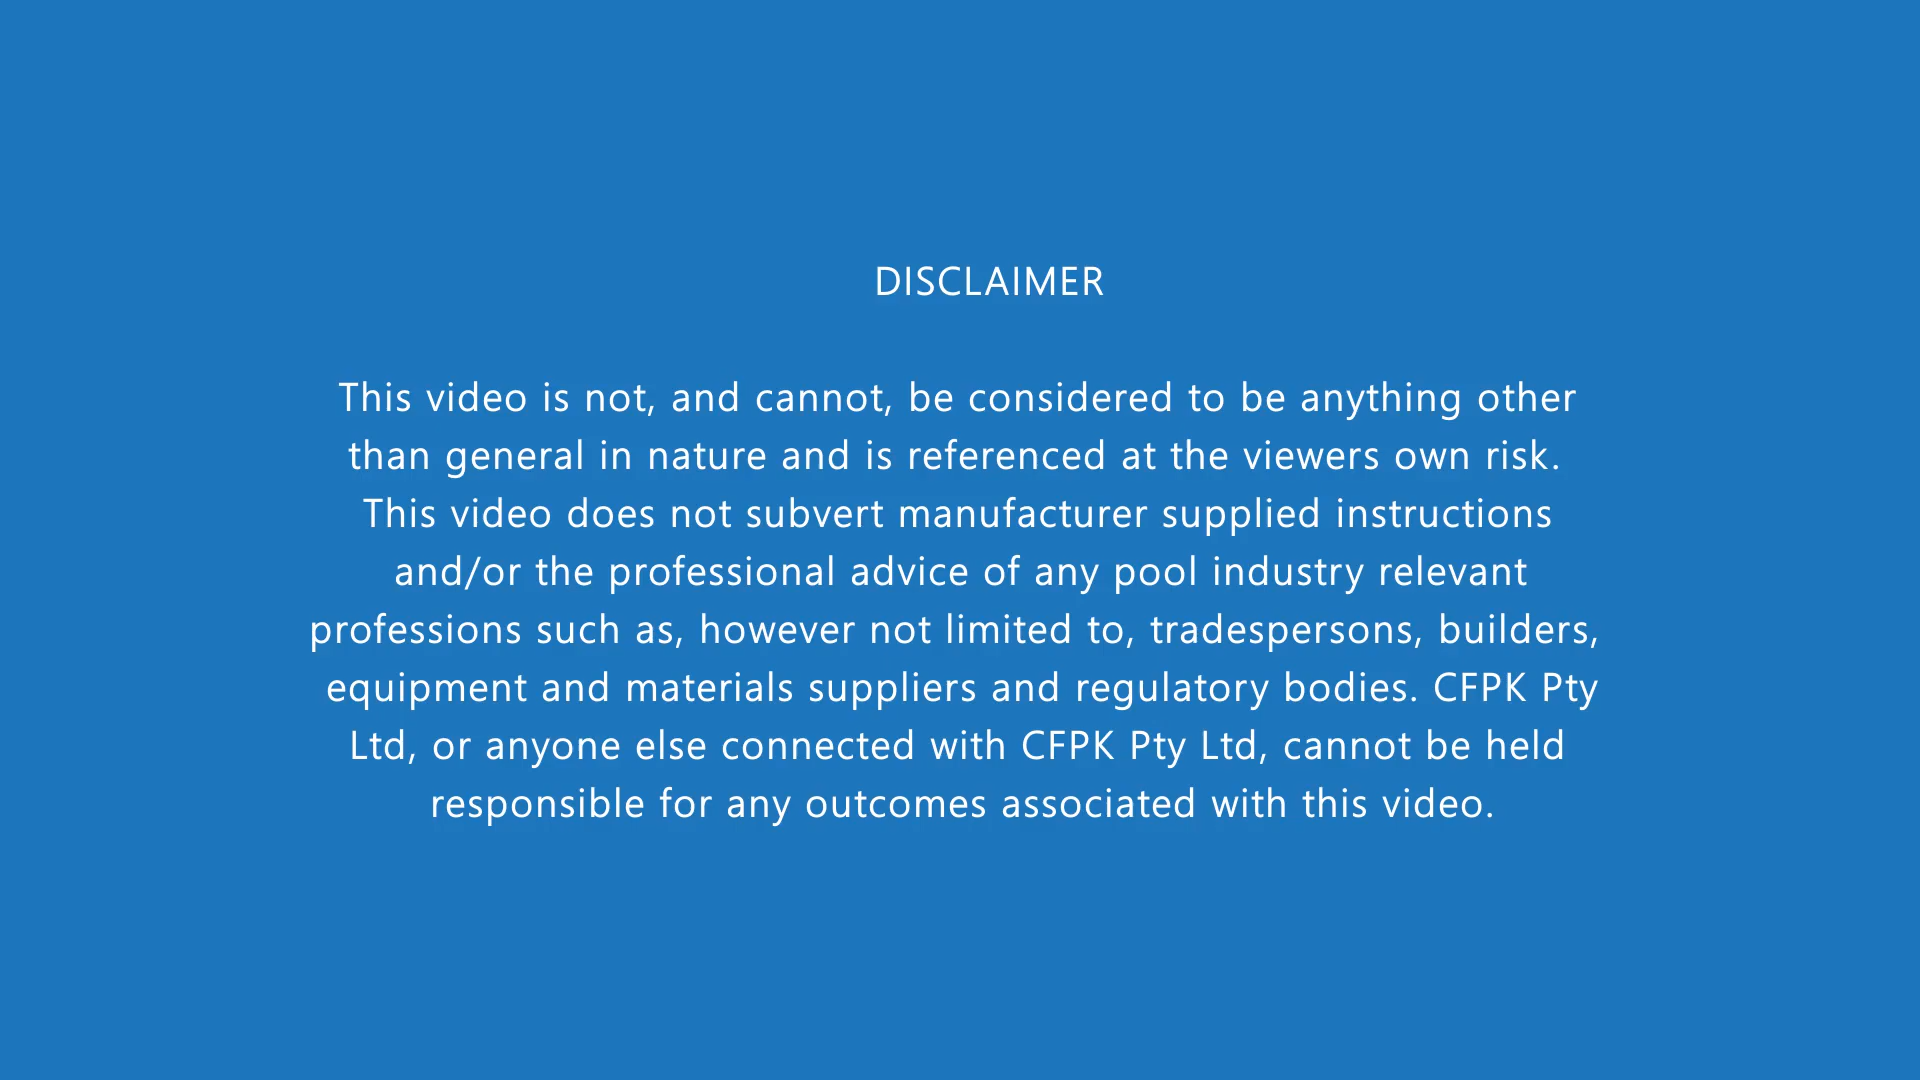 DISCLAIMER
This video is not, and cannot, be considered to be anything other
than general in nature and is referenced at the viewers own risk.
This video does not subvert manufacturer supplied instructions
and/or the professional advice of any pool industry relevant
professions such as, however not limited to, tradespersons, builders,
equipment and materials suppliers and regulatory bodies. CFPK Pty
Ltd, or anyone else connected with CFPK Pty Ltd, cannot be held
responsible for any outcomes associated with this video.